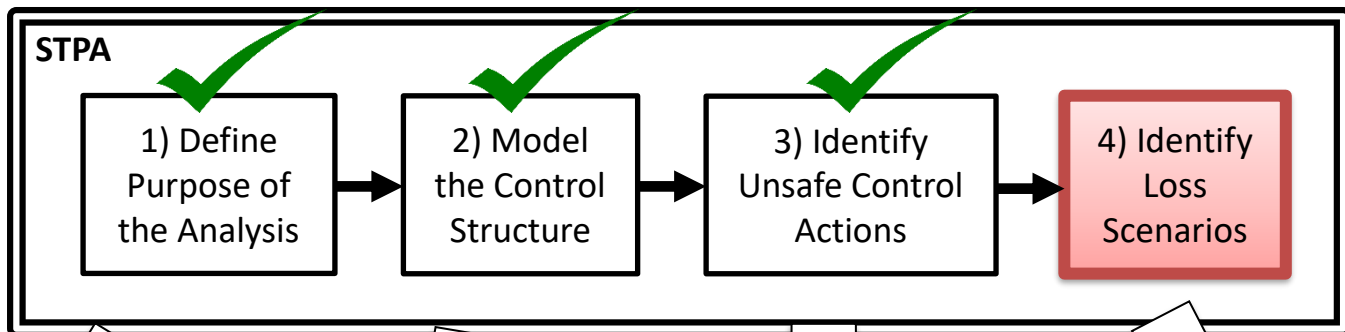 STPA
1) Define
Purpose of
the Analysis
2) Model
the Control
Structure
3) Identify
Unsafe Control
Actions
4) Identify
Loss
Scenarios